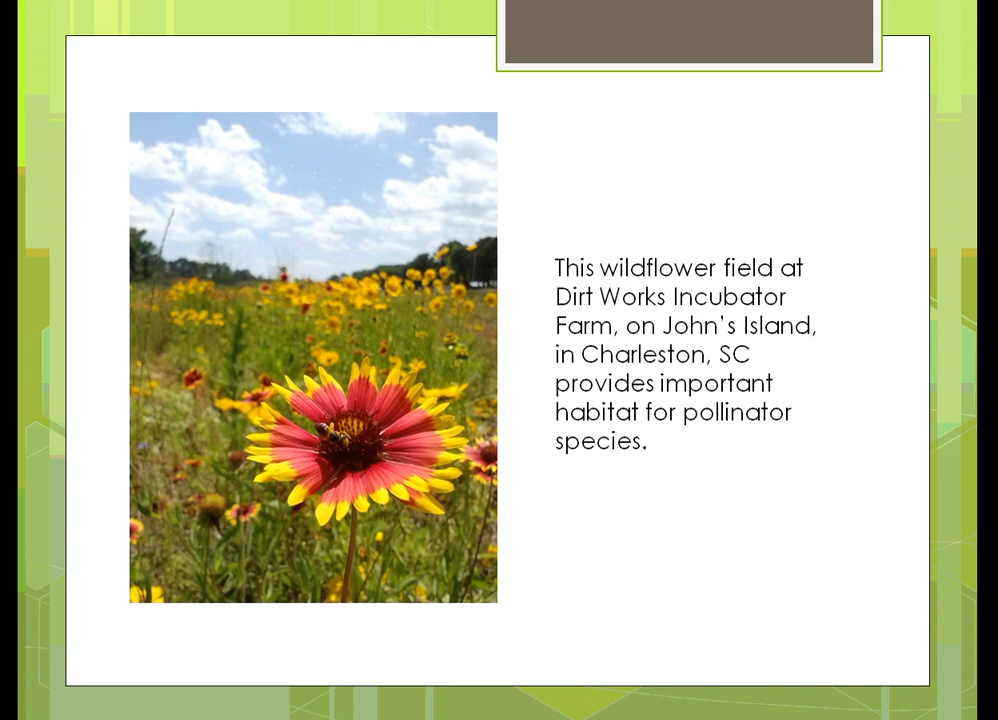 This wildflower field at
Dirt Works Incubator
Farm, on John's Island,
in Charleston, SC
provides important
habitat for pollinator
species.